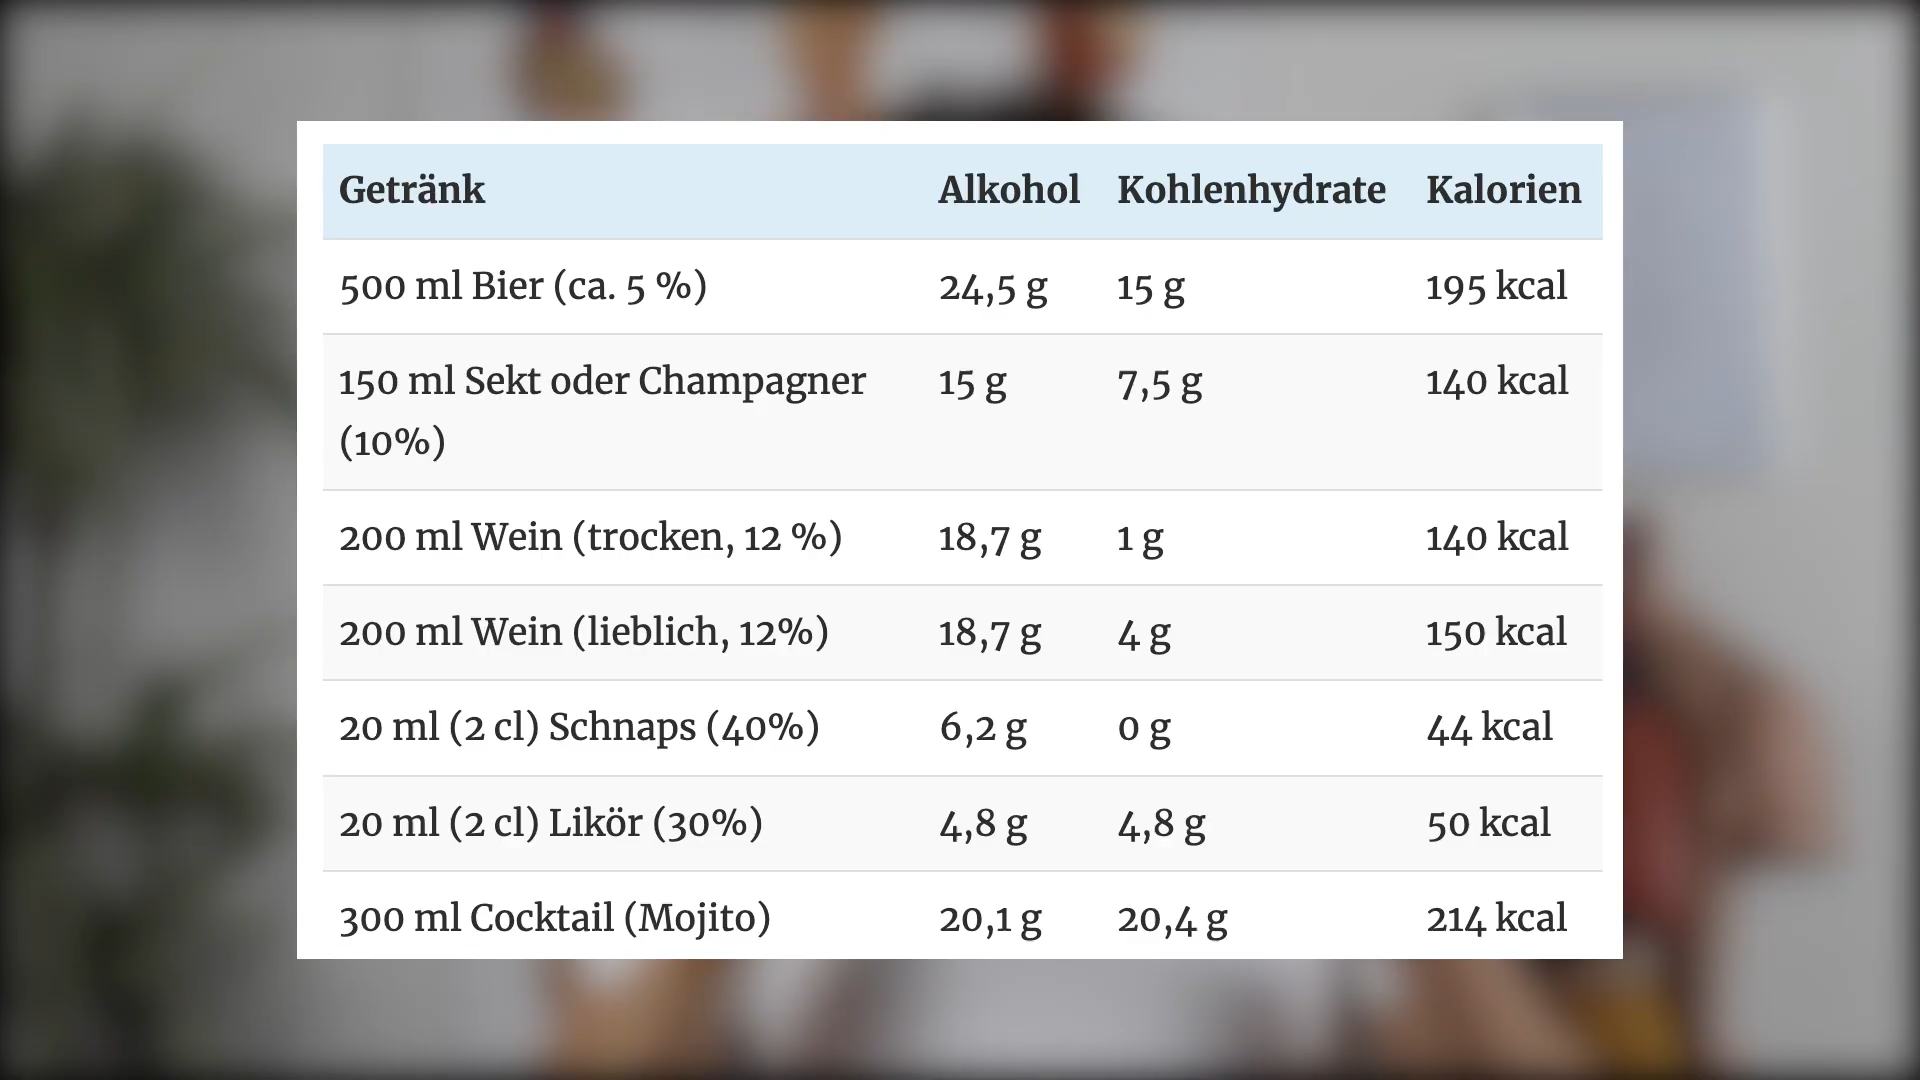 Getränk Alkohol Kohlenhydrate Kalorien
500 ml Bier (ca. 5 %) 24,5 g 15 g 195 kcal
150 ml Sekt oder Champagner 15 g 7,5 g 140 kcal
(10%)
200 ml Wein (trocken, 12 %) 18,7 g 1 g 140 kcal
200 ml Wein (lieblich, 12%) 18,7 g 4 g 150 kcal
20 ml (2 cl) Schnaps (40%) 6,2 g 0 g 44 kcal
20 ml (2 cl) Likör (30%) 4,8 g 4,8 g 50 kcal
300 ml Cocktail (Mojito) 20,1 g 20,4 g 214 kcal